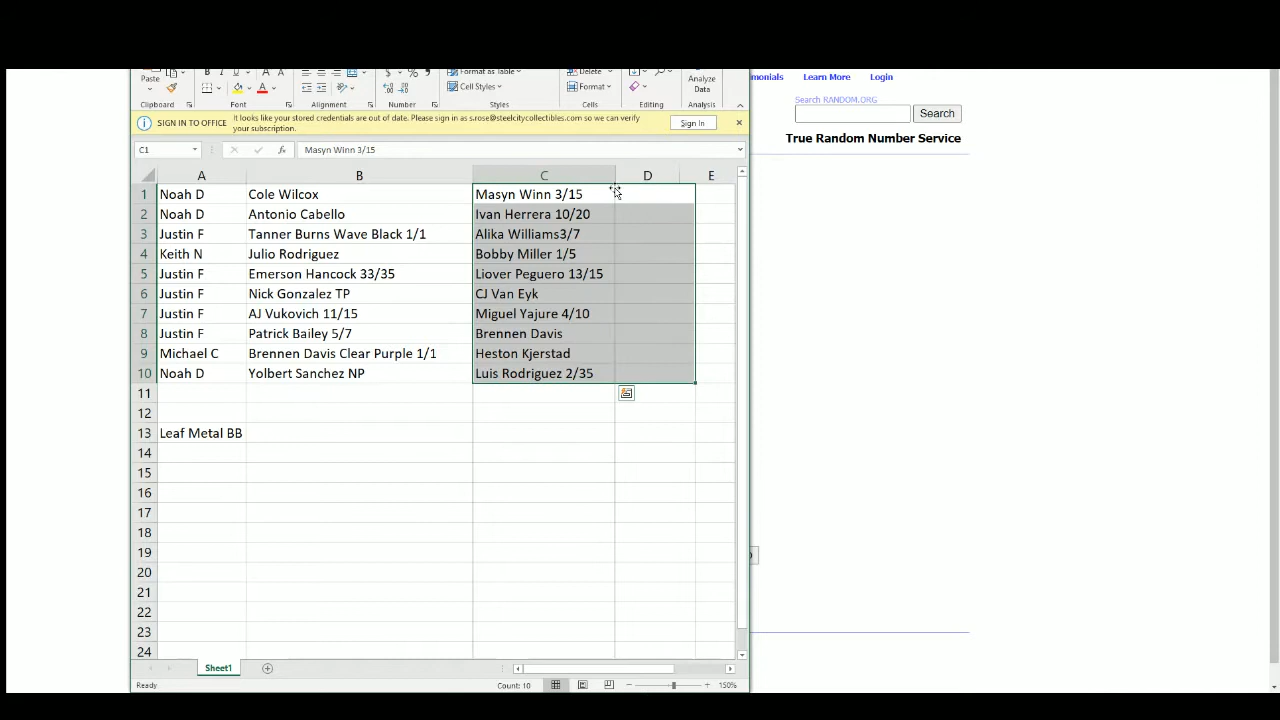 monials Learn More Login
Search RANDOM.ORG
Search
True Random Number Service
Paste
B I U A A
$ % 9
Format as Table
Cell Styles
Delete
Format
Analyze
Data
Clipboard Font Alignment Number Styles Cells Editing Analysis
SIGN IN TO OFFICE It looks like your stored credentials are out of date. Please sign in as s.rose@steelcitycollectibles.com so we can verify
your subscription.
Sign In
C1 fx Masyn Winn 3/15
A B C D E
1 Noah D Cole Wilcox Masyn Winn 3/15
2 Noah D Antonio Cabello Ivan Herrera 10/20
3 Justin F Tanner Burns Wave Black 1/1 Alika Williams3/7
4 Keith N Julio Rodriguez Bobby Miller 1/5
5 Justin F Emerson Hancock 33/35 Liover Peguero 13/15
6 Justin F Nick Gonzalez TP CJ Van Eyk
7 Justin F AJ Vukovich 11/15 Miguel Yajure 4/10
8 Justin F Patrick Bailey 5/7 Brennen Davis
9 Michael C Brennen Davis Clear Purple 1/1 Heston Kjerstad
10 Noah D Yolbert Sanchez NP Luis Rodriguez 2/35
11
12
13 Leaf Metal BB
14
15
16
17
18
19
20
21
22
23
24
Sheet1
Ready Count: 10 150%